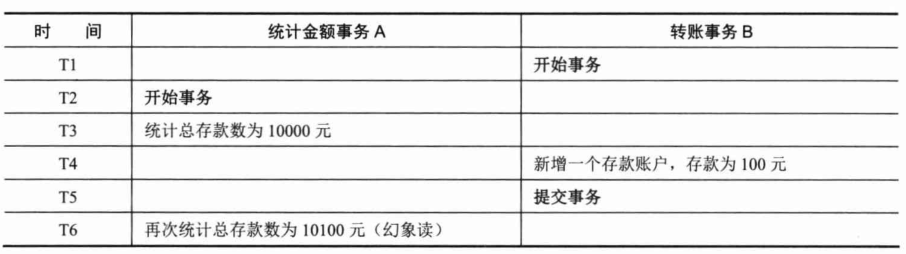 时 间 统计金额事务 A 转账事务 B
T1 开始事务
T2 开始事务
T3 统计总存款数为 10000 元
T4 新增一个存款账户，存款为 100 元
T5 提交事务
T6 再次统计总存款数为 10100 元（幻象读）